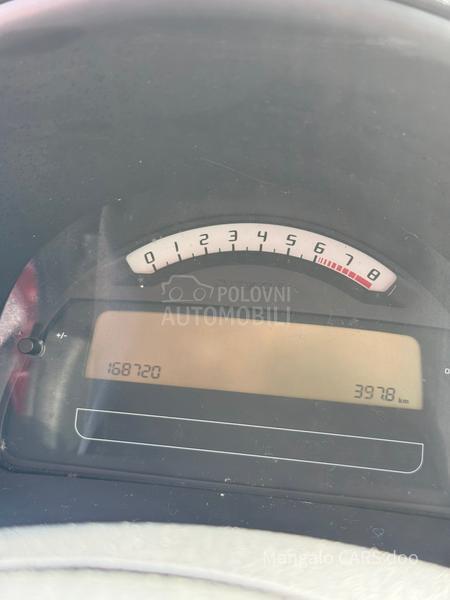 0 1 2 3 4 5 6 7 8
POLOVNI
AUTOMOBILI
+/-
168720
397.8 km
Mangalo CARS doo